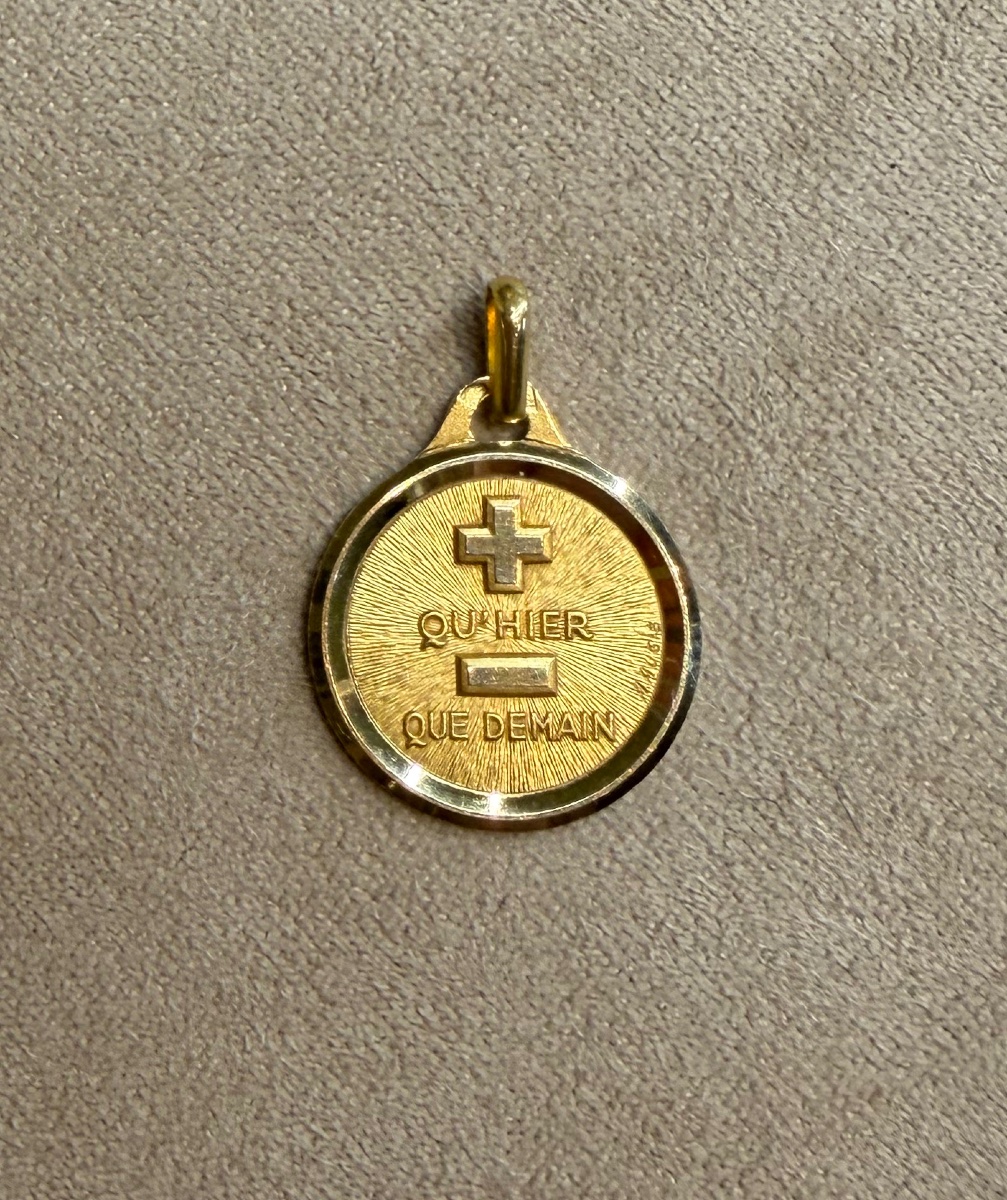 +
QU'HIER
-
QUE DEMAIN